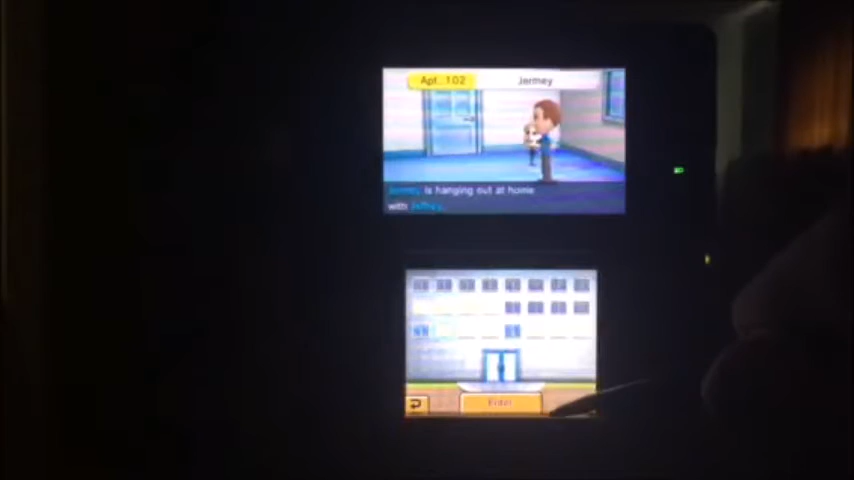 Apt. 102
Jermey
Jermey is hanging out at home
with Jeffrey.
Enter